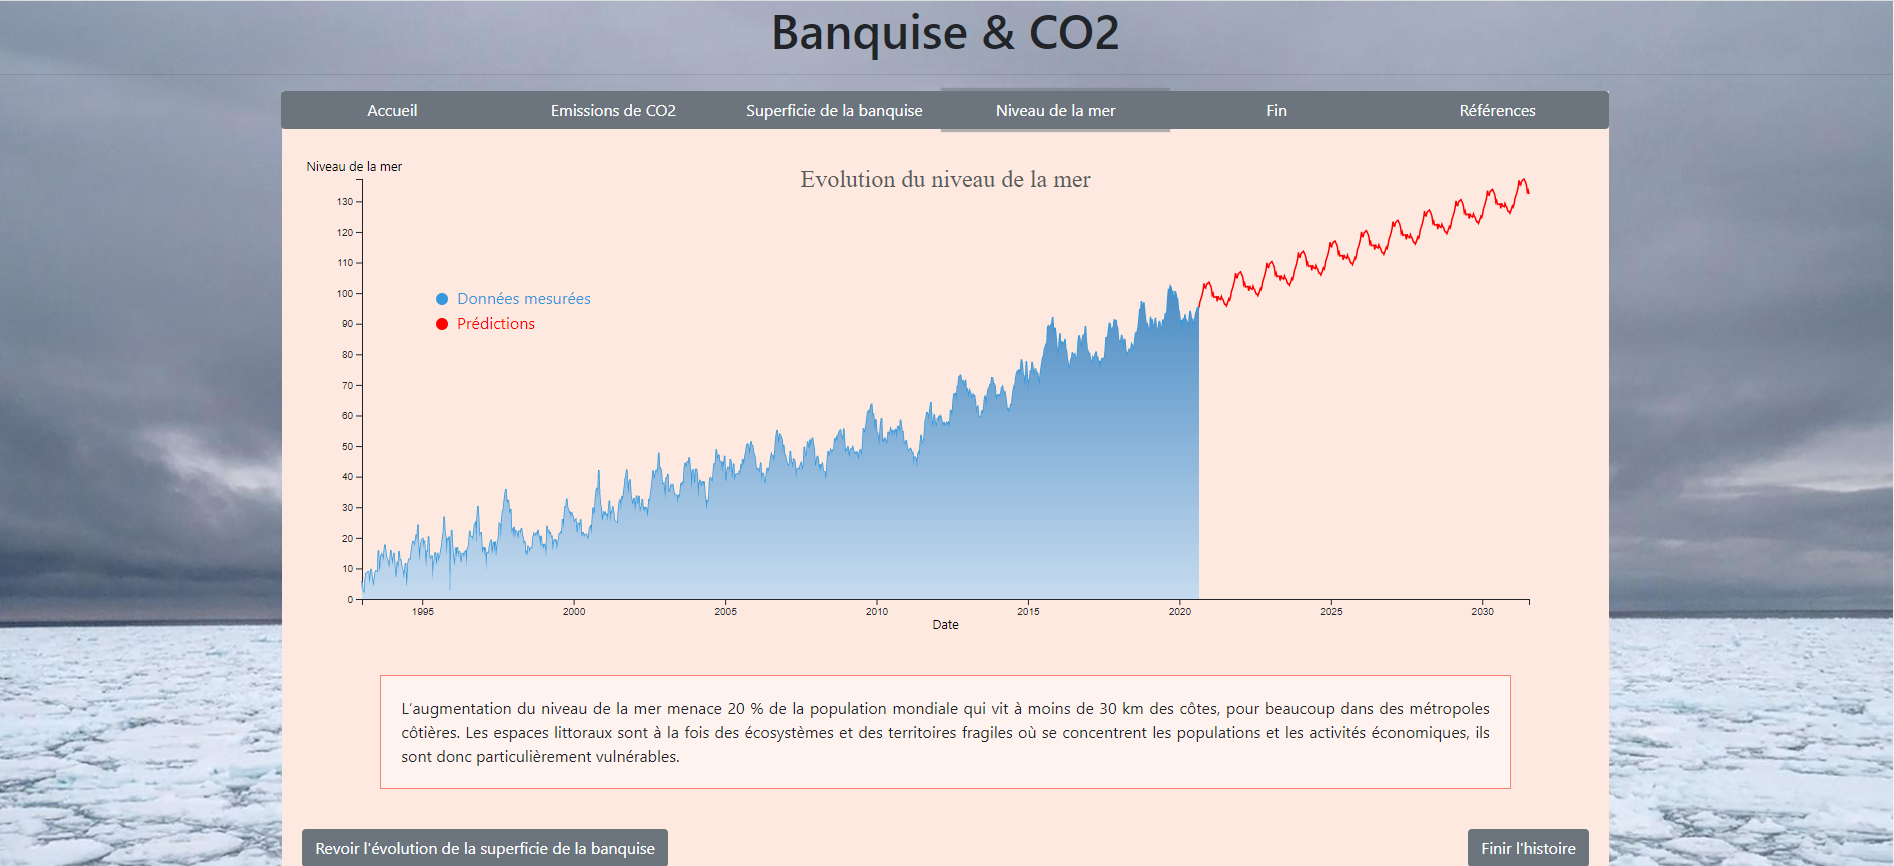 Banquise & CO2
Accueil
Emissions de CO2
Superficie de la banquise
Niveau de la mer
Fin
Références
Niveau de la mer
Evolution du niveau de la mer
130
120
110
100
90
80
70
60
50
40
30
20
10
0
Données mesurées
Prédictions
1995
2000
2005
2010
2015
2020
2025
2030
Date
L'augmentation du niveau de la mer menace 20 % de la population mondiale qui vit à moins de 30 km des côtes, pour beaucoup dans des métropoles
côtières. Les espaces littoraux sont à la fois des écosystèmes et des territoires fragiles où se concentrent les populations et les activités économiques, ils
sont donc particulièrement vulnérables.
Revoir l'évolution de la superficie de la banquise
Finir l'histoire